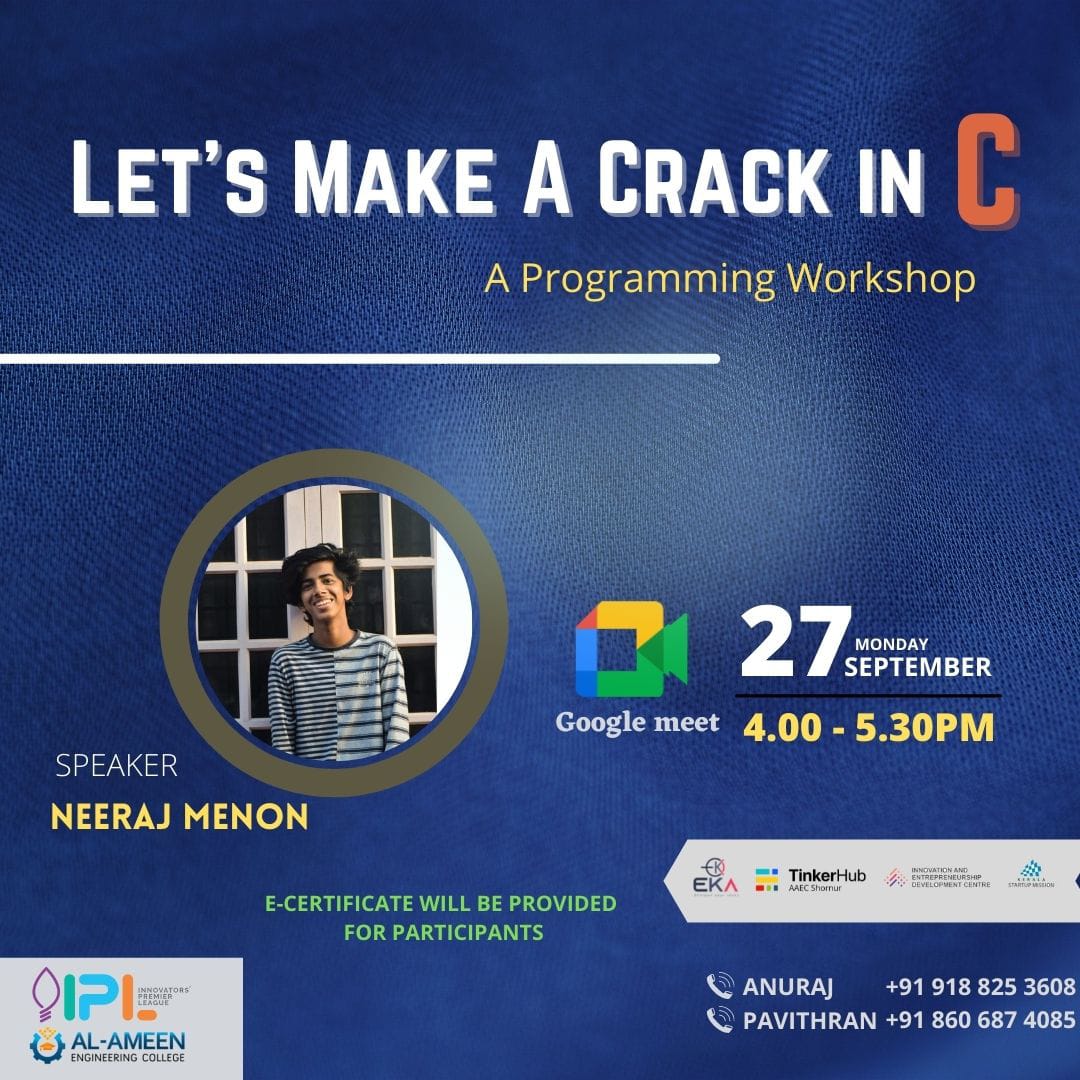 LET'S MAKE A CRACK IN C
A Programming Workshop
SPEAKER
NEERAJ MENON
Google meet
27 MONDAY
SEPTEMBER
4.00 - 5.30PM
E-CERTIFICATE WILL BE PROVIDED
FOR PARTICIPANTS
EKA
TinkerHub
AAEC Shornur
INNOVATION AND
ENTREPRENEURSHIP
DEVELOPMENT CENTRE
KERALA
STARTUP MISSION
IPL
INNOVATORS'
PREMIER
LEAGUE
AL-AMEEN
ENGINEERING COLLEGE
ANURAJ +91 918 825 3608
PAVITHRAN +91 860 687 4085